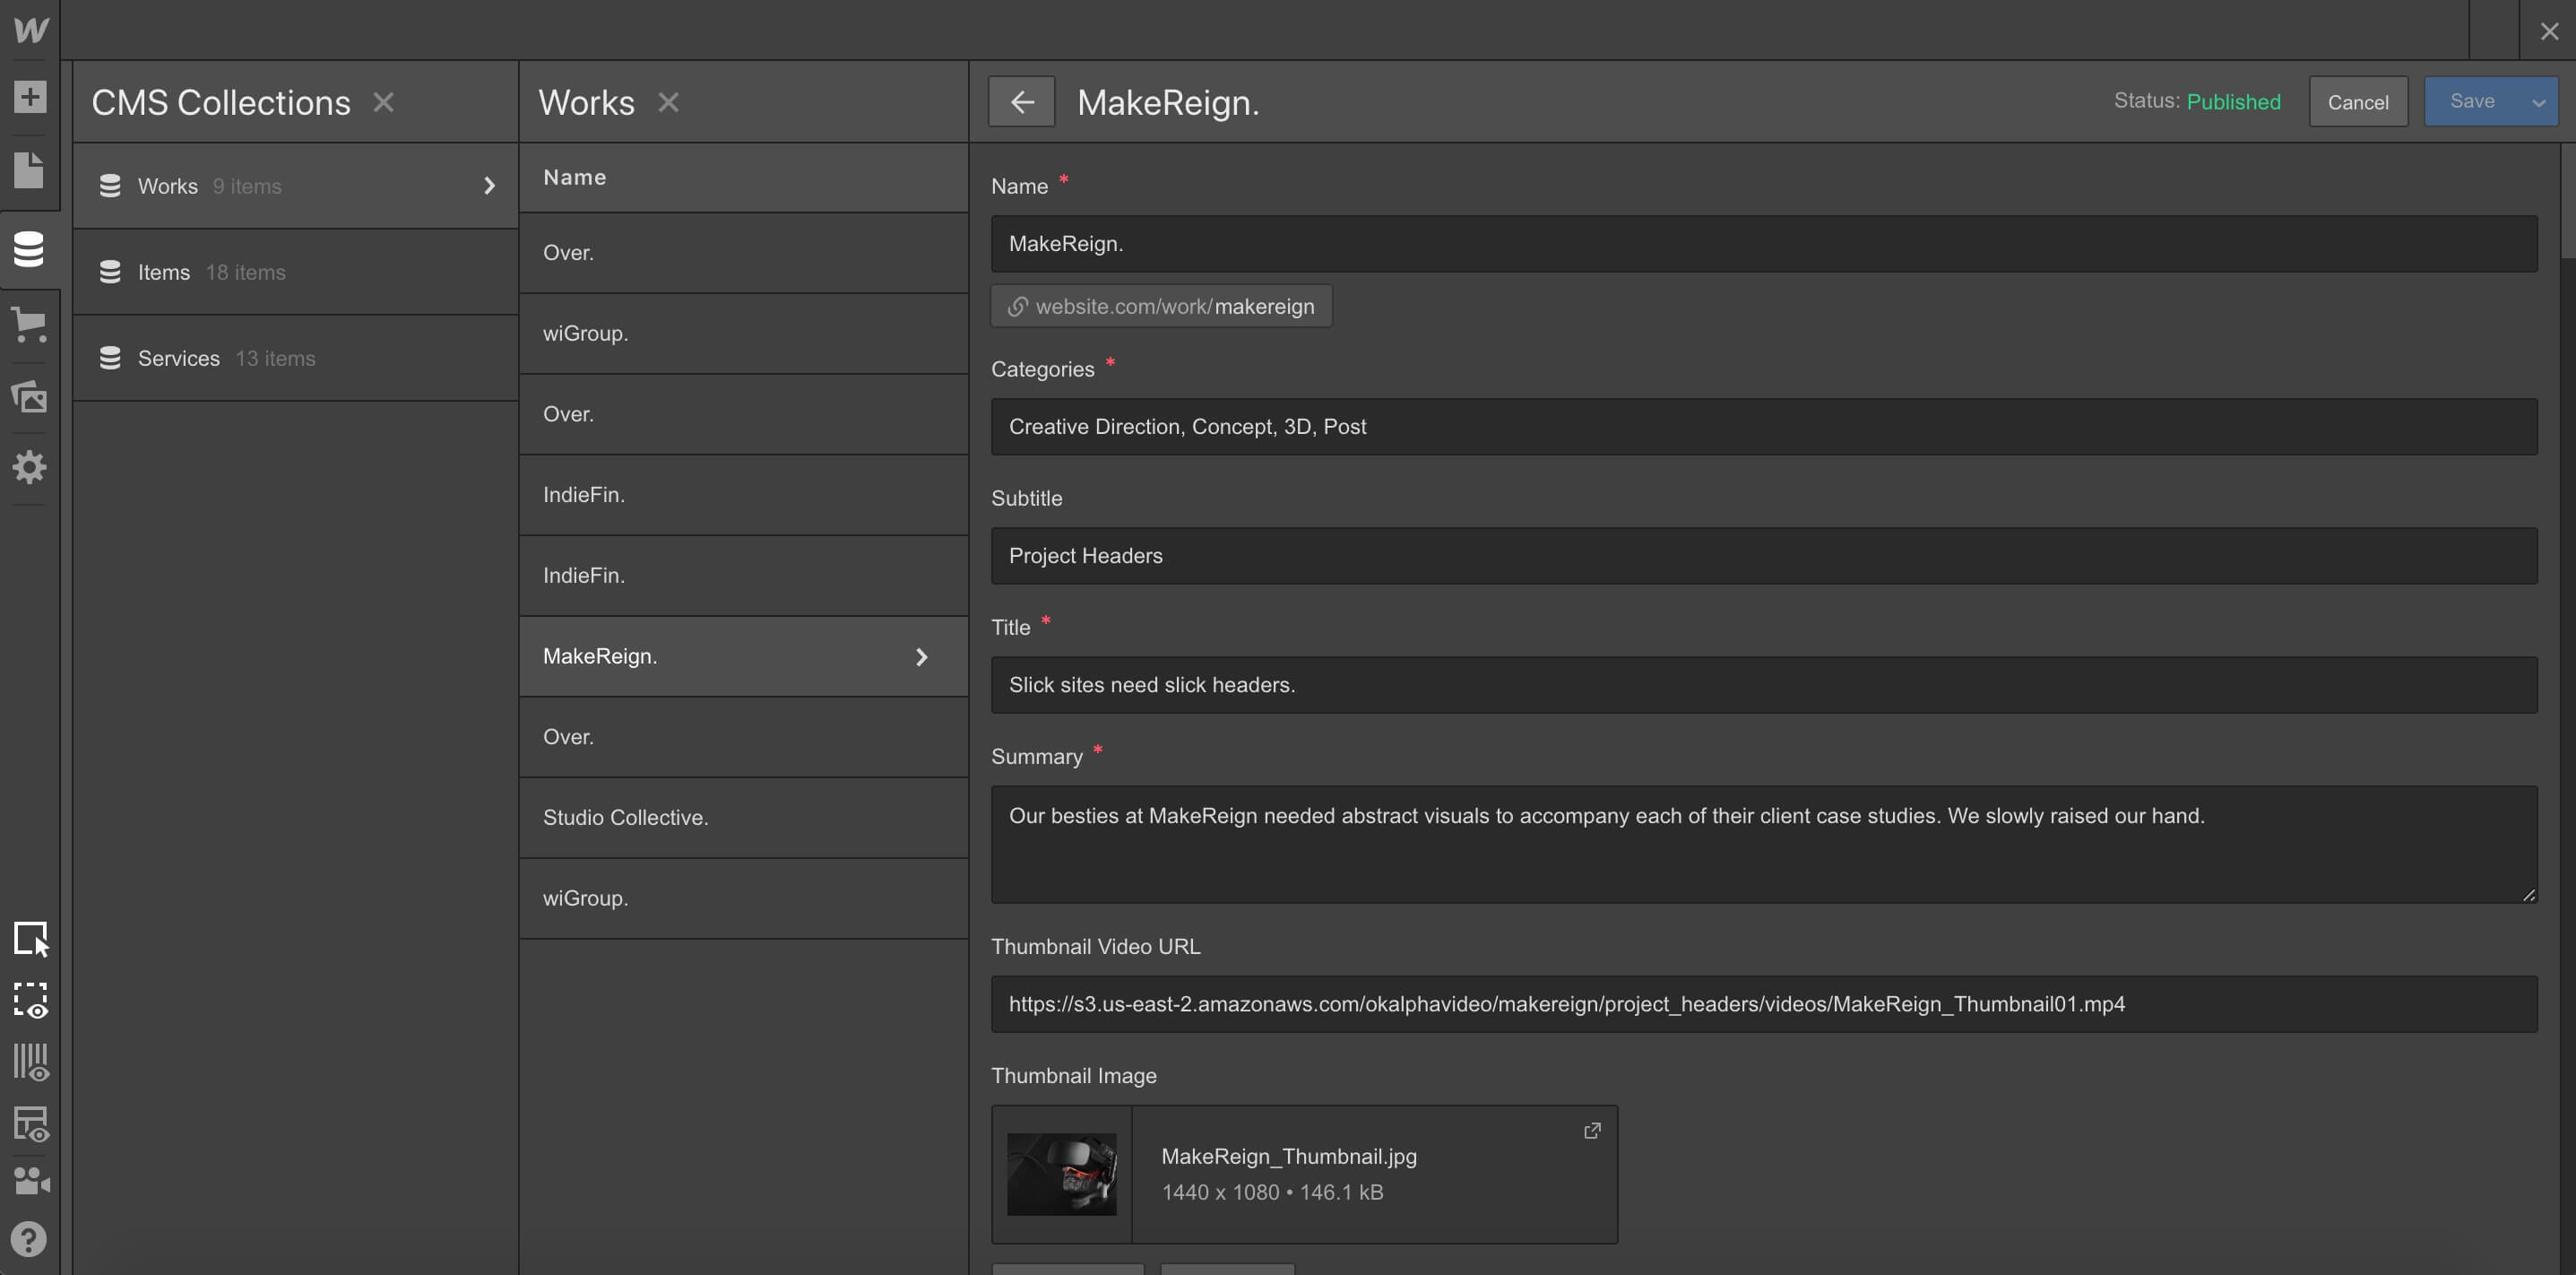 CMS Collections
Works 9 items
Items 18 items
Services 13 items
Works
Name
Over.
wiGroup.
Over.
IndieFin.
IndieFin.
MakeReign.
Over.
Studio Collective.
wiGroup.
MakeReign.
Status: Published
Cancel
Save
Name *
MakeReign.
website.com/work/makereign
Categories *
Creative Direction, Concept, 3D, Post
Subtitle
Project Headers
Title *
Slick sites need slick headers.
Summary *
Our besties at MakeReign needed abstract visuals to accompany each of their client case studies. We slowly raised our hand.
Thumbnail Video URL
https://s3.us-east-2.amazonaws.com/okalphavideo/makereign/project_headers/videos/MakeReign_Thumbnail01.mp4
Thumbnail Image
MakeReign_Thumbnail.jpg
1440 x 1080 • 146.1 kB